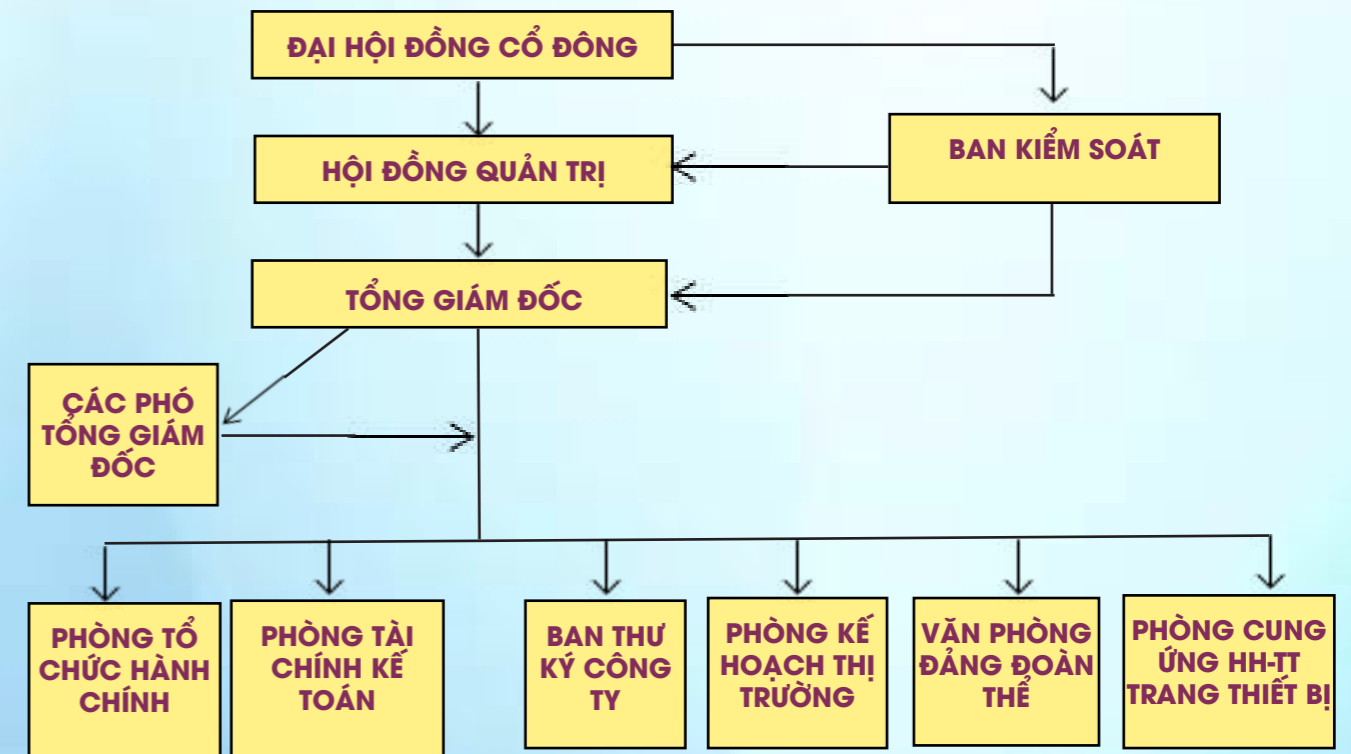 ĐẠI HỘI ĐỒNG CỔ ĐÔNG
BAN KIỂM SOÁT
HỘI ĐỒNG QUẢN TRỊ
TỔNG GIÁM ĐỐC
CÁC PHÓ
TỔNG GIÁM
ĐỐC
PHÒNG TỔ
CHỨC HÀNH
CHÍNH
PHÒNG TÀI
CHÍNH KẾ
TOÁN
BAN THƯ
KÝ CÔNG
TY
PHÒNG KẾ
HOẠCH THỊ
TRƯỜNG
VĂN PHÒNG
ĐẢNG ĐOÀN
THỂ
PHÒNG CUNG
ỨNG HH-TT
TRANG THIẾT BỊ